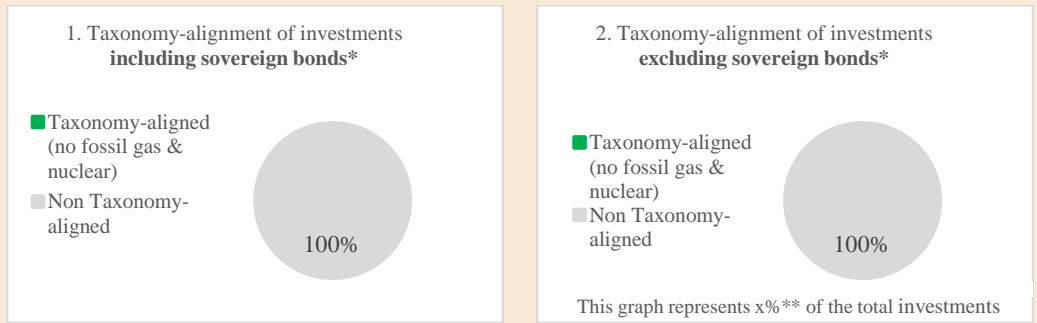 1. Taxonomy-alignment of investments
including sovereign bonds*
Taxonomy-aligned
(no fossil gas &
nuclear)
Non Taxonomy-
aligned
100%
2. Taxonomy-alignment of investments
excluding sovereign bonds*
Taxonomy-aligned
(no fossil gas &
nuclear)
Non Taxonomy-
aligned
100%
This graph represents x%** of the total investments